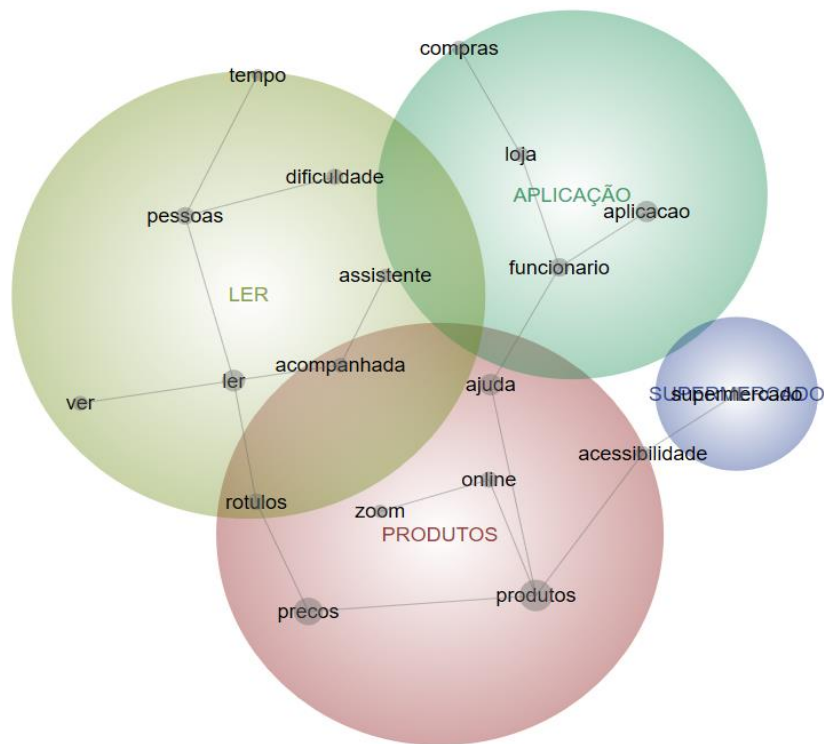 compras
tempo
loja
dificuldade
APLICAÇÃO
aplicacao
pessoas
funcionario
assistente
LER
acompanhada
ler
ajuda
SUPERMERCADO
supermercado
ver
acessibilidade
online
rotulos
zoom
PRODUTOS
produtos
precos